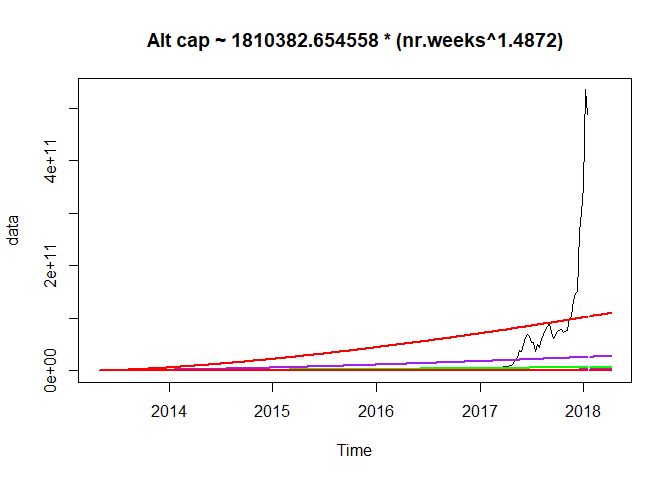 Alt cap ~ 1810382.654558 * (nr.weeks^1.4872)
4e+11
2e+11
0e+00
data
2014 2015 2016 2017 2018
Time